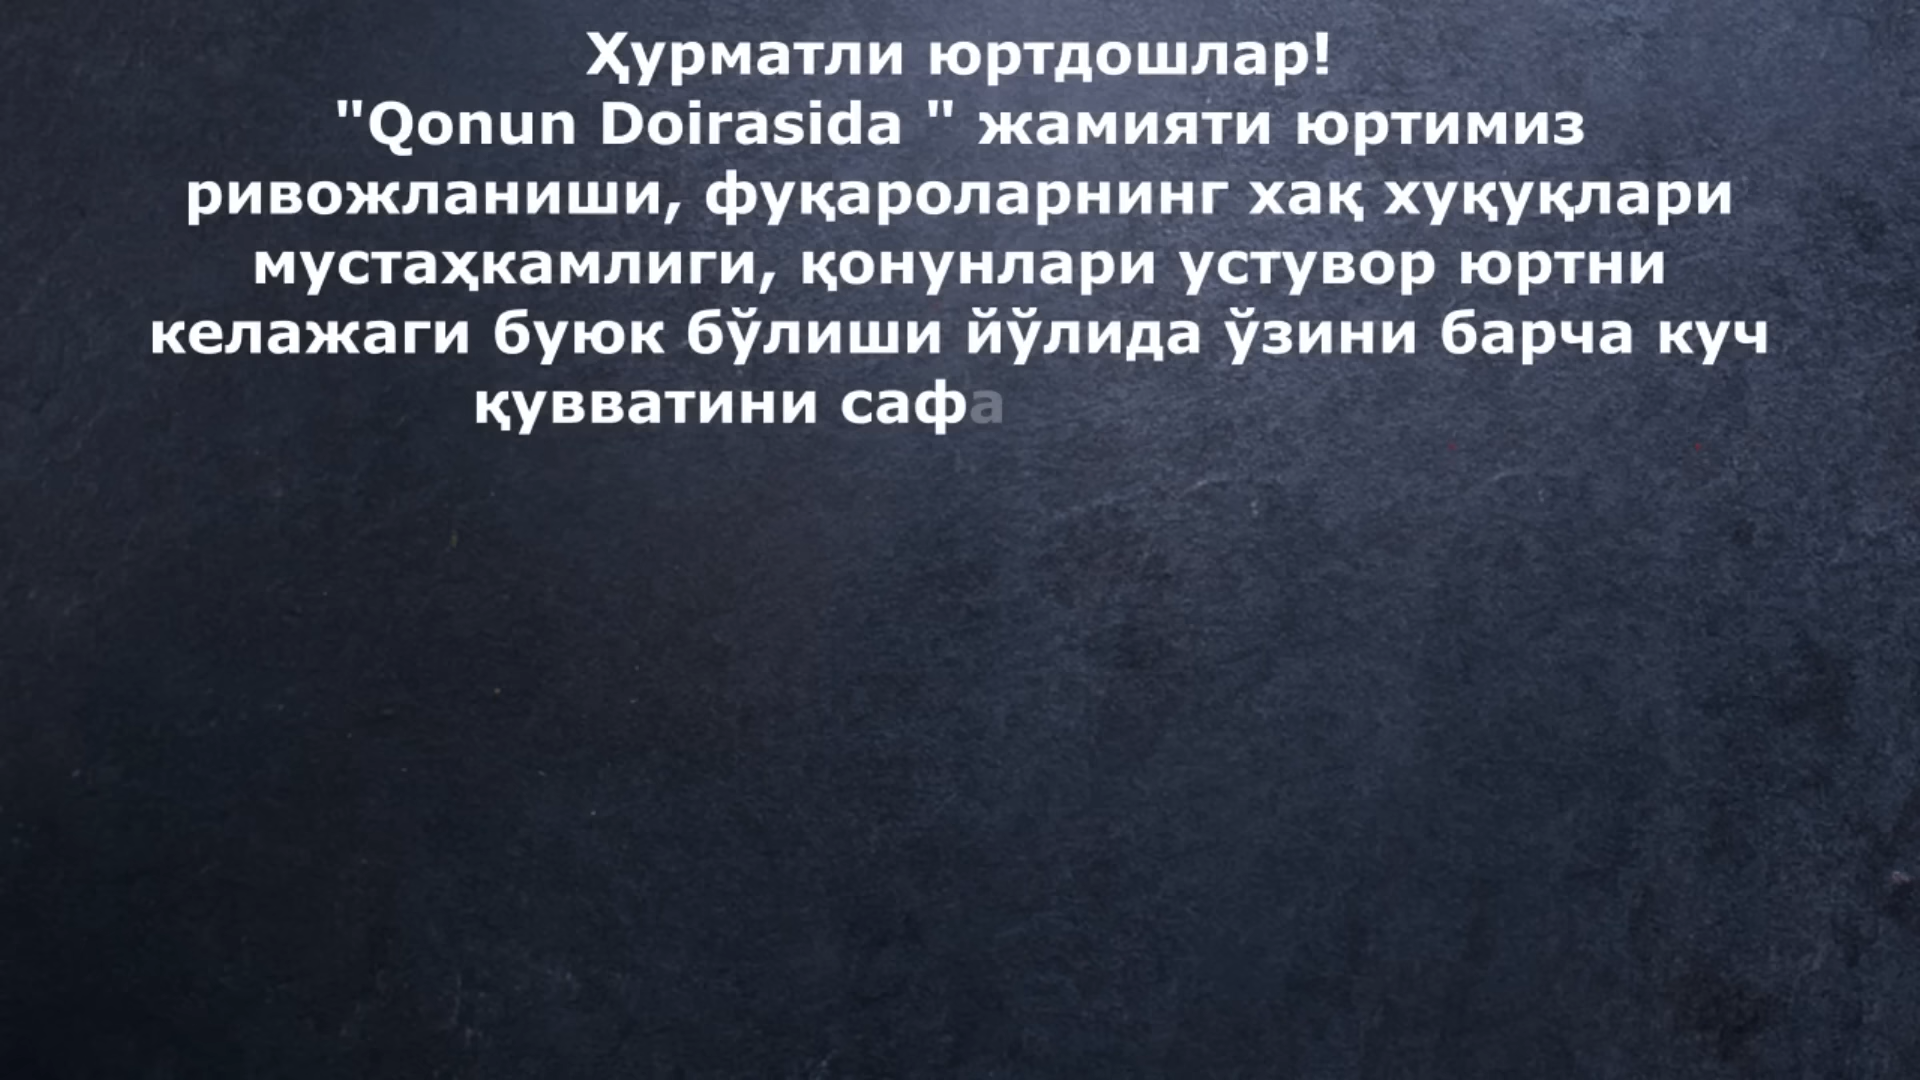 Ҳурматли юртдошлар!
"Qonun Doirasida " жамияти юртимиз
ривожланиши, фуқароларнинг хақ хуқуқлари
мустаҳкамлиги, қонунлари устувор юртни
келажаги буюк бўлиши йўлида ўзини барча куч
қувватини сафа